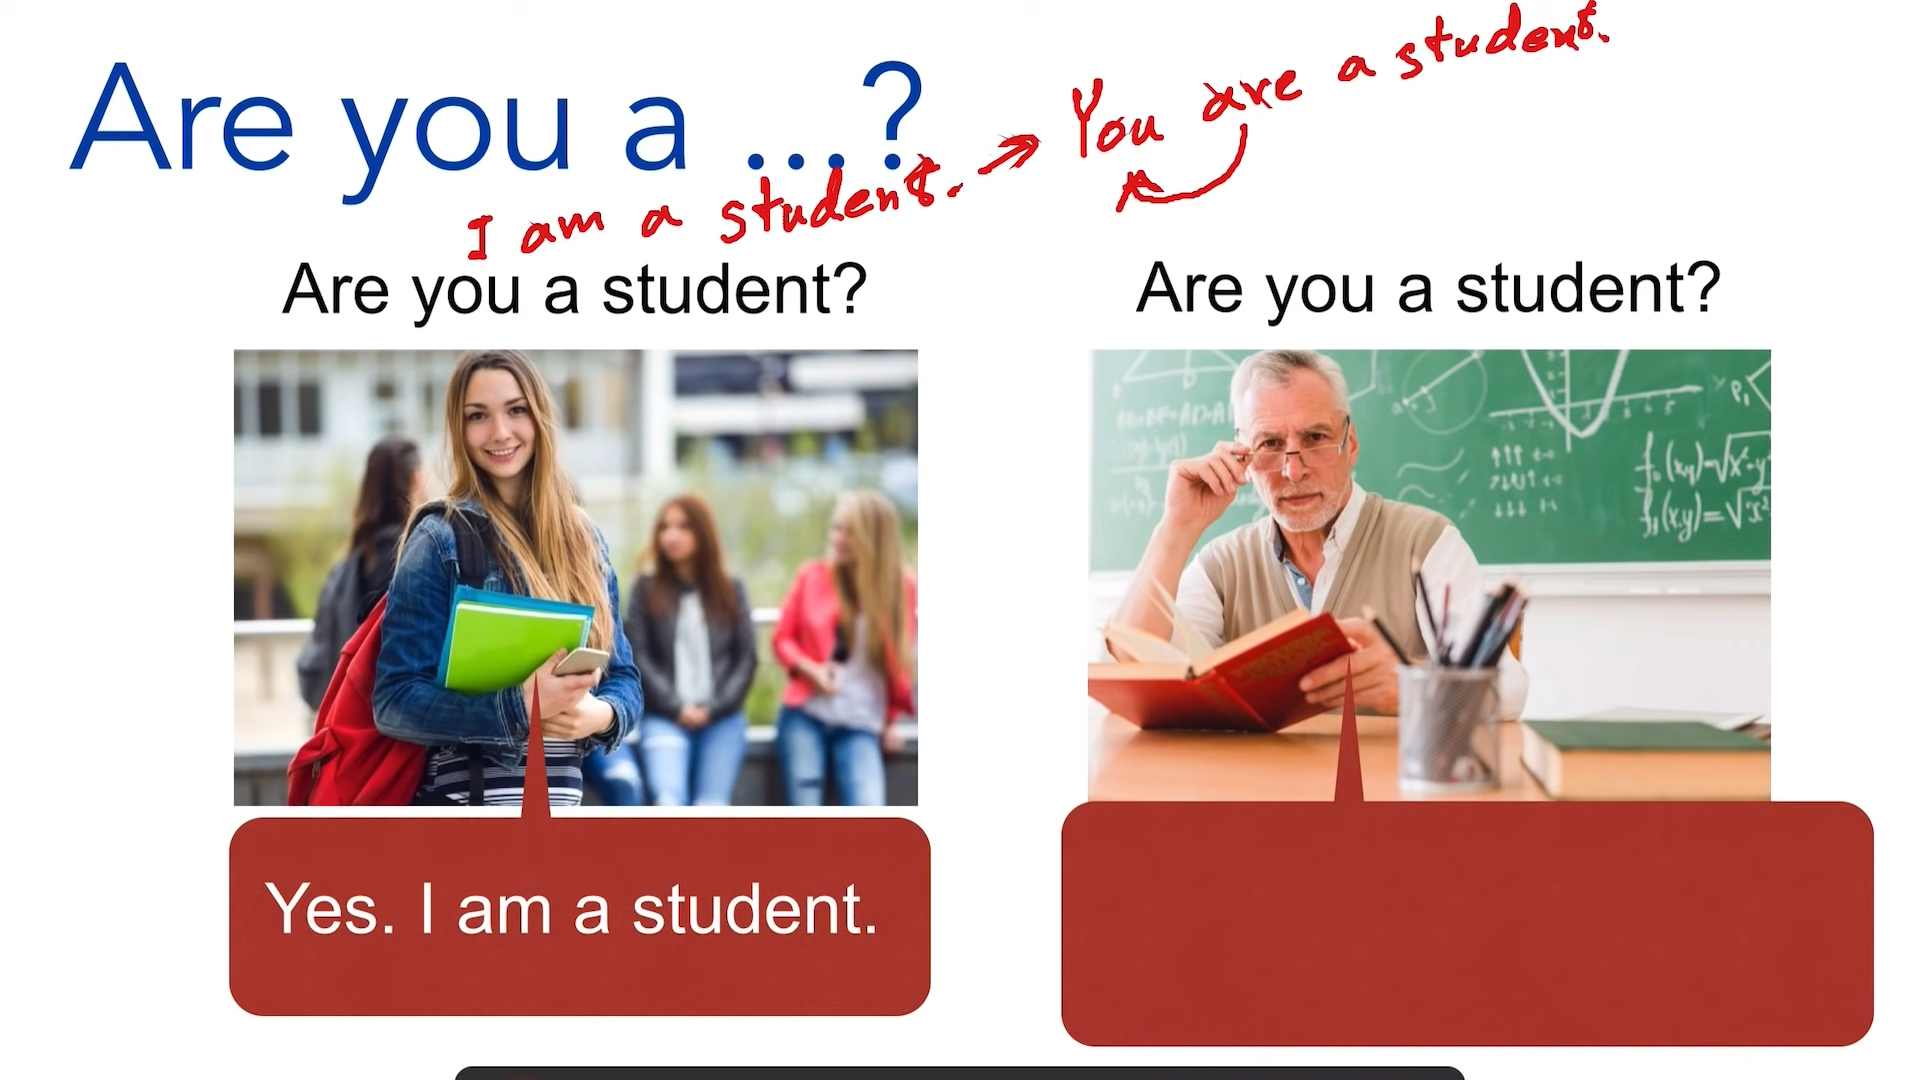 Are you a ...?
I am a student. → You are a student.
Are you a student?
Are you a student?
Yes. I am a student.